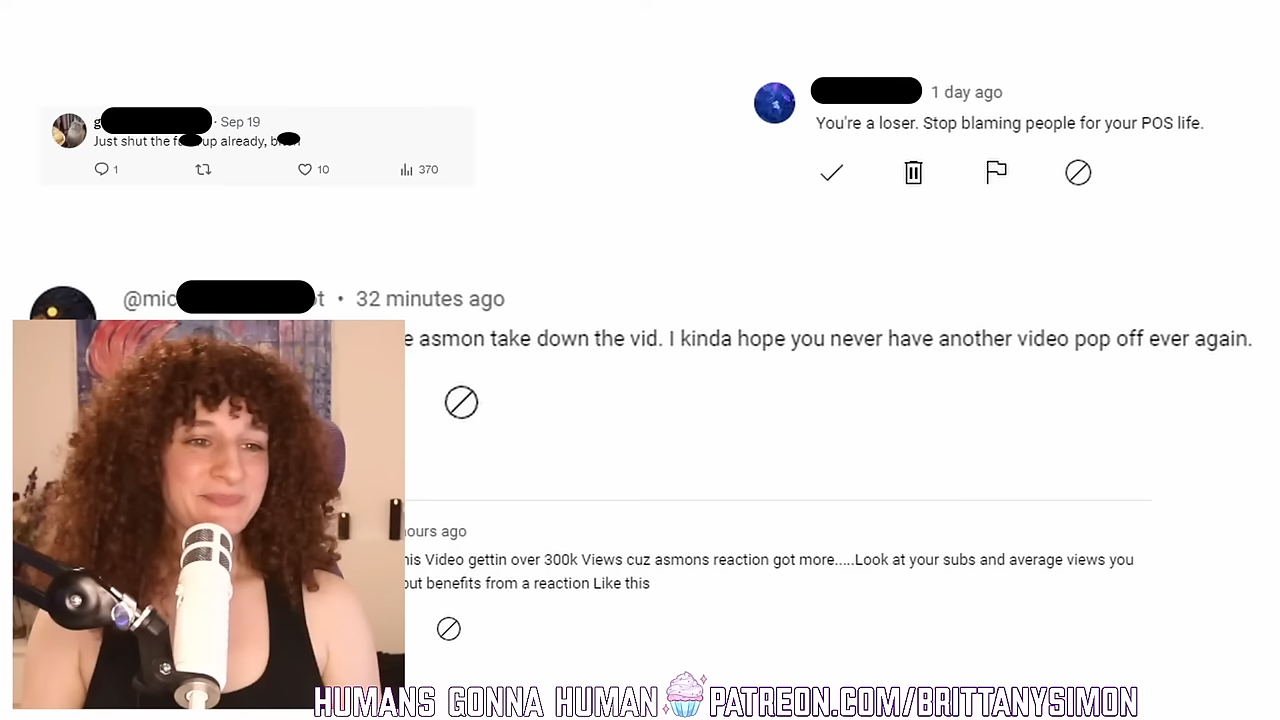 g · Sep 19
Just shut the f up already, b
1
10
370
1 day ago
You're a loser. Stop blaming people for your POS life.
@mic t • 32 minutes ago
e asmon take down the vid. I kinda hope you never have another video pop off ever again.
ours ago
his Video gettin over 300k Views cuz asmons reaction got more.....Look at your subs and average views you
out benefits from a reaction Like this
HUMANS GONNA HUMAN PATREON.COM/BRITTANYSIMON